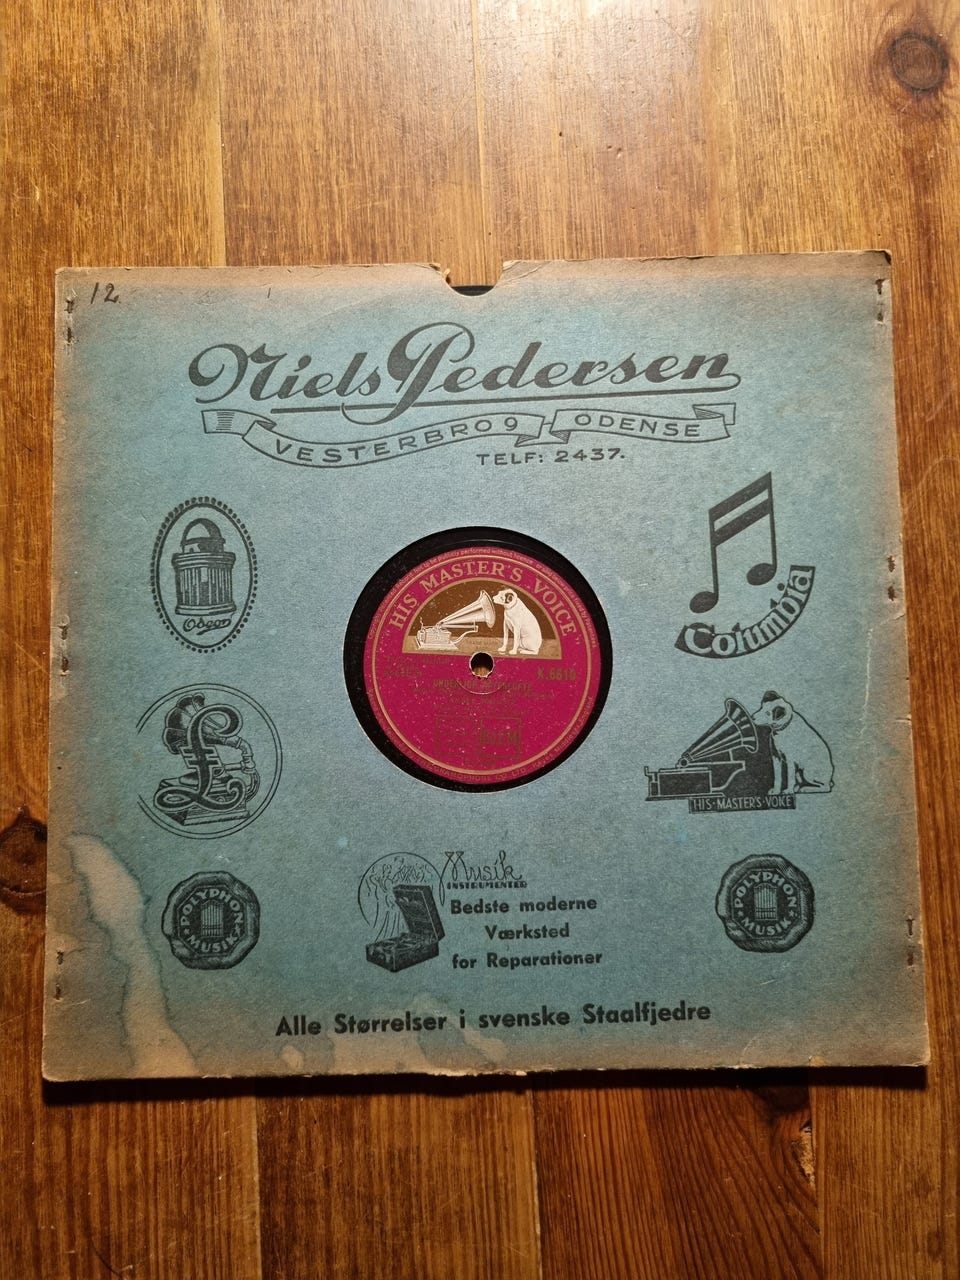 12.
Niels Pedersen
VESTERBRO 9 ODENSE
TELF: 2437.
Odeon
Columbia
"HIS MASTER'S VOICE"
K.6610
£
HIS·MASTER'S·VOICE
POLYPHON
MUSIK
Musik
INSTRUMENTER
Bedste moderne
Værksted
for Reparationer
POLYPHON
MUSIK
Alle Størrelser i svenske Staalfjedre